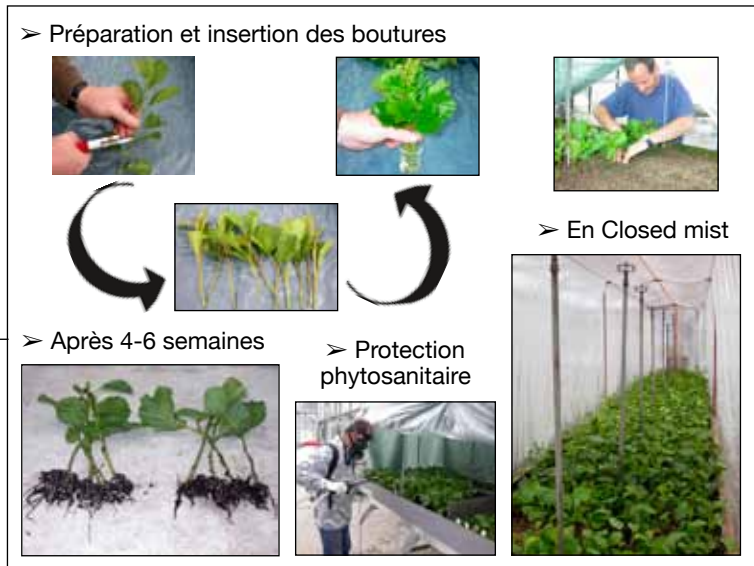 ➢ Préparation et insertion des boutures
➢ En Closed mist
➢ Après 4-6 semaines
➢ Protection
phytosanitaire